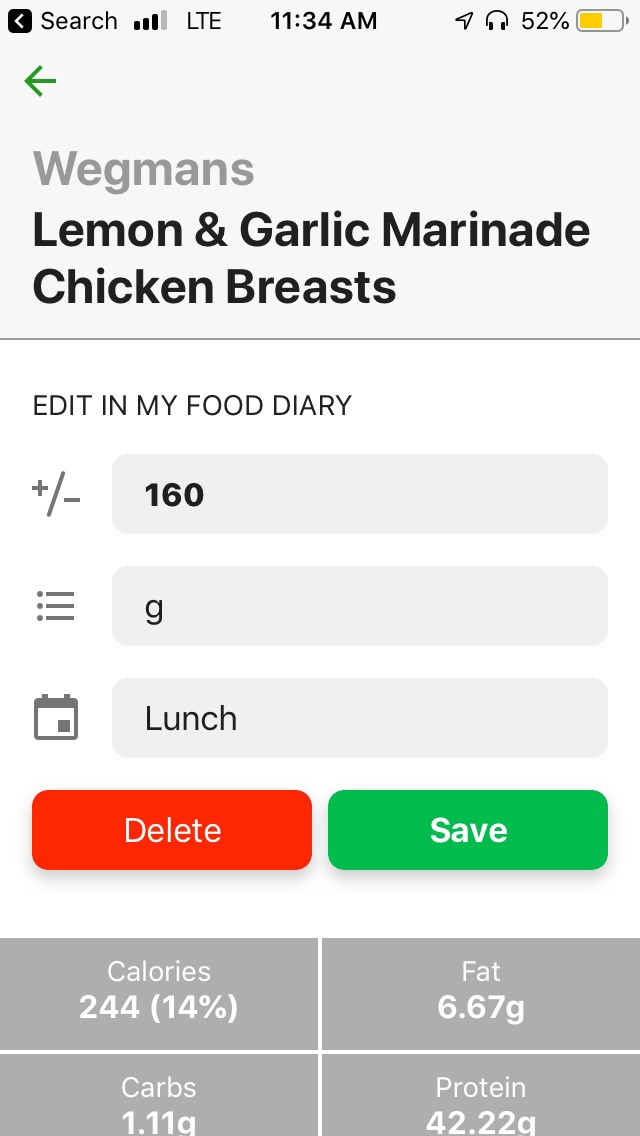 Search LTE 11:34 AM 52%
Wegmans
Lemon & Garlic Marinade
Chicken Breasts
EDIT IN MY FOOD DIARY
+/- 160
g
Lunch
Delete Save
Calories Fat
244 (14%) 6.67g
Carbs Protein
1.11g 42.22g